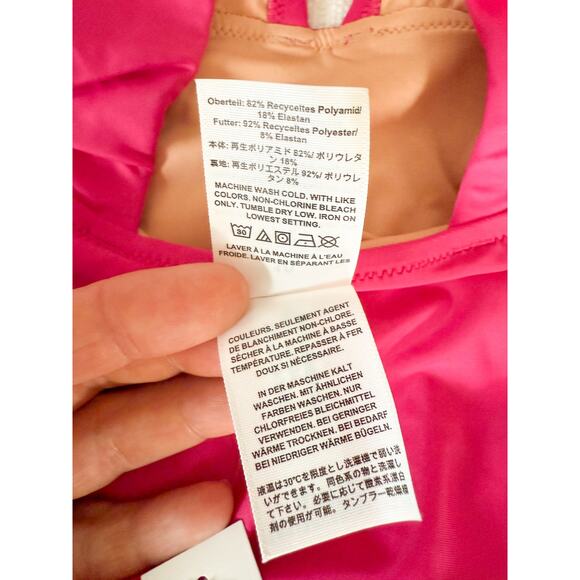 Oberteil: 82% Recyceltes Polyamid/
18% Elastan
Futter: 92% Recyceltes Polyester/
8% Elastan
本体: 再生ポリアミド 82%/ ポリウレタ
ン 18%
裏地: 再生ポリエステル 92%/ ポリウレ
タン 8%
MACHINE WASH COLD, WITH LIKE
COLORS. NON-CHLORINE BLEACH
ONLY. TUMBLE DRY LOW. IRON ON
LOWEST SETTING.
30
LAVER À LA MACHINE À L'EAU
FROIDE. LAVER EN SÉPARANT LES
COULEURS. SEULEMENT AGENT
DE BLANCHIMENT NON-CHLORE.
SÉCHER À LA MACHINE À BASSE
TEMPÉRATURE. REPASSER À FER
DOUX SI NÉCESSAIRE.
IN DER MASCHINE KALT
WASCHEN. MIT ÄHNLICHEN
FARBEN WASCHEN. NUR
CHLORFREIES BLEICHMITTEL
VERWENDEN. BEI GERINGER
WÄRME TROCKNEN. BEI BEDARF
BEI NIEDRIGER WÄRME BÜGELN.
液温は30℃を限度とし洗濯機で弱い洗
いができます。同色系の物と洗濯し
て下さい。必要に応じて酸素系漂白
剤の使用が可能。タンブラー乾燥機